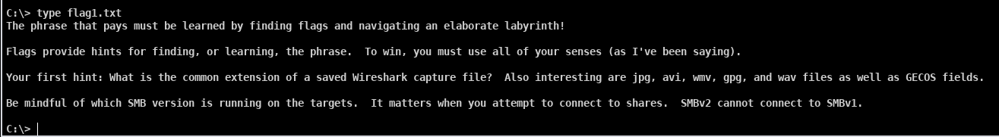 C:\> type flag1.txt
The phrase that pays must be learned by finding flags and navigating an elaborate labyrinth!
Flags provide hints for finding, or learning, the phrase.  To win, you must use all of your senses (as I've been saying).
Your first hint: What is the common extension of a saved Wireshark capture file?  Also interesting are jpg, avi, wmv, gpg, and wav files as well as GECOS fields.
Be mindful of which SMB version is running on the targets.  It matters when you attempt to connect to shares.  SMBv2 cannot connect to SMBv1.
C:\>